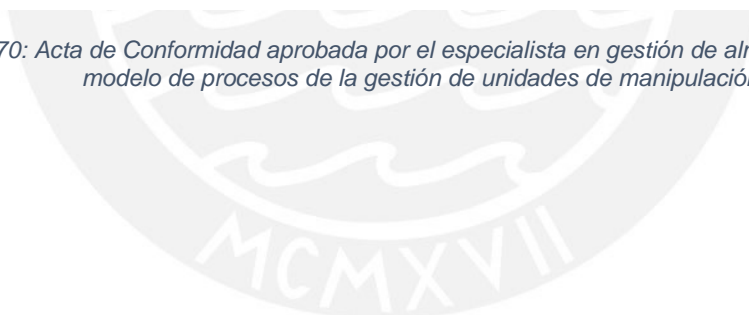 70: Acta de Conformidad aprobada por el especialista en gestión de
modelo de procesos de la gestión de unidades de manipulación
MCMXVII